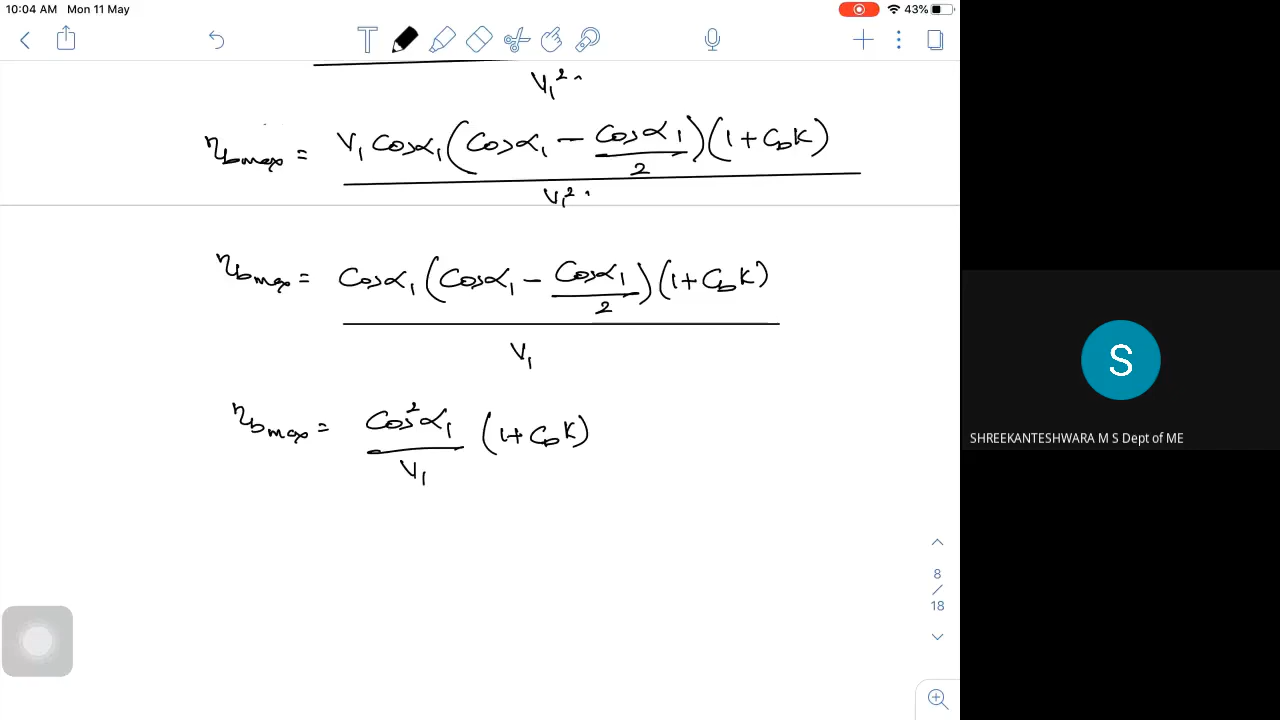 10:04 AM Mon 11 May 43%
V₁².
η_bmax = V₁ Cosα₁ (Cosα₁ − Cosα₁/2) (1 + C_b K) / V₁².
η_bmax = Cosα₁ (Cosα₁ − Cosα₁/2) (1 + C_b K) / V₁
η_bmax = Cos²α₁ / V₁ (1 + C_b K)
8
/
18
S
SHREEKANTESHWARA M S Dept of ME